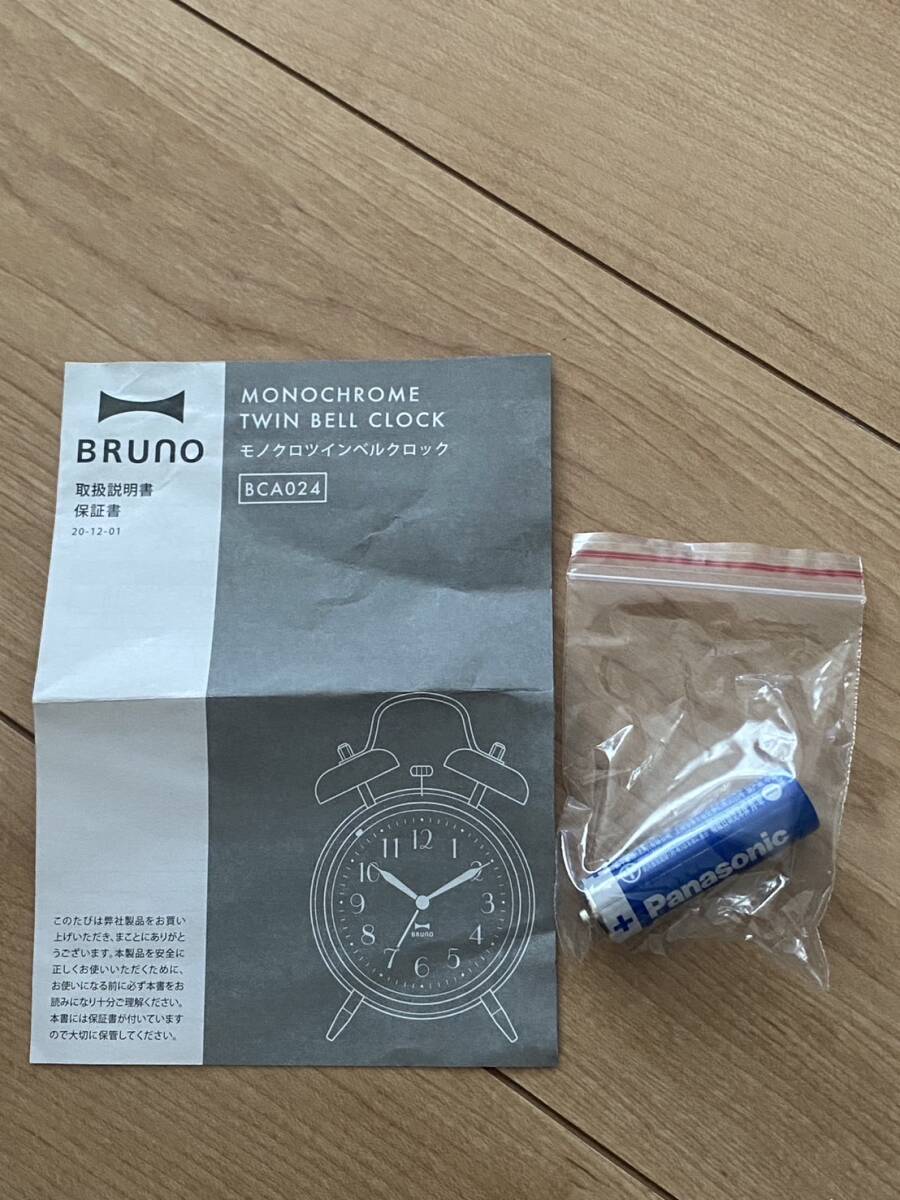 BRUNO
取扱説明書
保証書
20-12-01
MONOCHROME
TWIN BELL CLOCK
モノクロツインベルクロック
BCA024
12
1
2
3
4
5
6
7
8
9
10
11
BRUNO
このたびは弊社製品をお買い
上げいただき、まことにありがと
うございます。本製品を安全に
正しくお使いいただくために、
お使いになる前に必ず本書をお
読みになり十分ご理解ください。
本書には保証書が付いています
ので大切に保管してください。
Panasonic